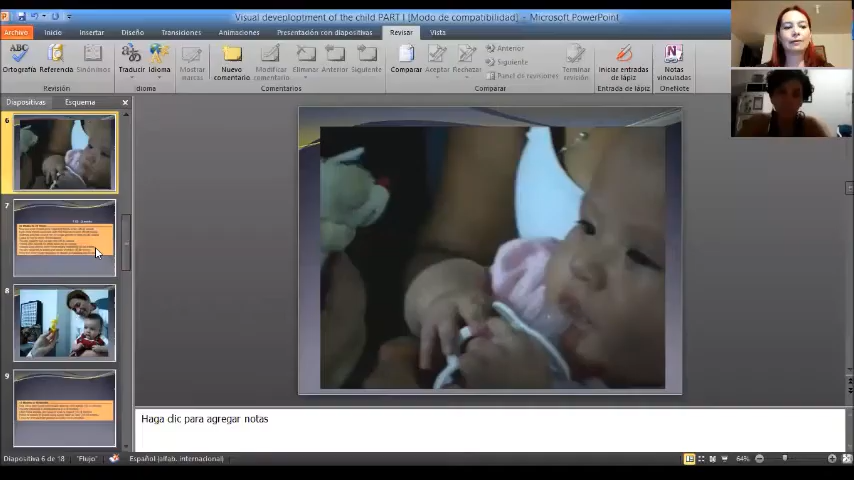 Visual developtment of the child PART I [Modo de compatibilidad] - Microsoft PowerPoint
Archivo Inicio Insertar Diseño Transiciones Animaciones Presentación con diapositivas Revisar Vista
Ortografía Referencia Sinónimos
Traducir Idioma
Mostrar marcas
Nuevo comentario
Modificar comentario
Eliminar Anterior Siguiente
Comparar
Aceptar Rechazar
Anterior
Siguiente
Panel de revisiones
Terminar revisión
Iniciar entradas de lápiz
Notas vinculadas
Revisión Idioma Comentarios Comparar Entrada de lápiz OneNote
Diapositivas Esquema
6
7
8
9
Haga clic para agregar notas
Diapositiva 6 de 18 "Flujo" Español (alfab. internacional) 64%